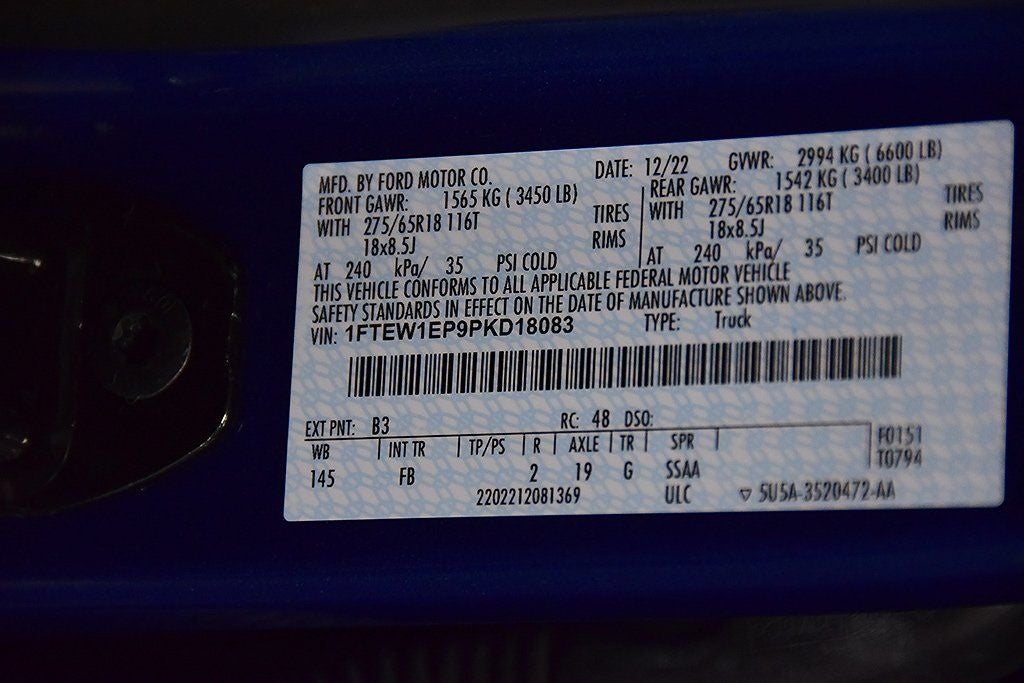 MFD. BY FORD MOTOR CO. DATE: 12/22 GVWR: 2994 KG ( 6600 LB)
FRONT GAWR: 1565 KG ( 3450 LB) REAR GAWR: 1542 KG ( 3400 LB)
WITH 275/65R18 116T TIRES WITH 275/65R18 116T TIRES
18x8.5J RIMS 18x8.5J RIMS
AT 240 kPa/ 35 PSI COLD AT 240 kPa/ 35 PSI COLD
THIS VEHICLE CONFORMS TO ALL APPLICABLE FEDERAL MOTOR VEHICLE
SAFETY STANDARDS IN EFFECT ON THE DATE OF MANUFACTURE SHOWN ABOVE.
VIN: 1FTEW1EP9PKD18083 TYPE: Truck
EXT PNT: B3 RC: 48 DSO:
WB INT TR TP/PS R AXLE TR SPR F0151
145 FB 2 19 G SSAA T0794
2202212081369 ULC ▽ 5U5A-3520472-AA